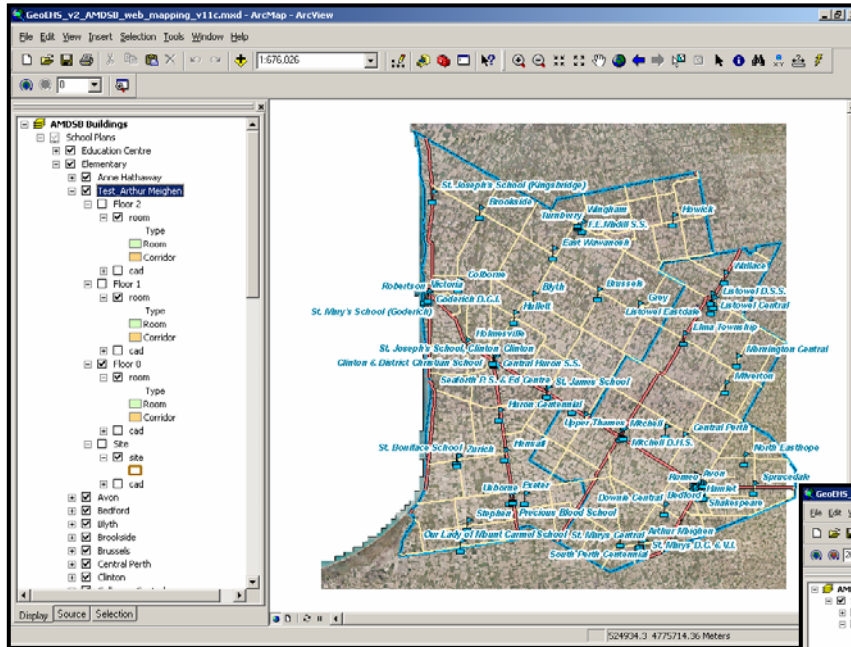 GeoEHS_v2_AMDSB_web_mapping_v11c.mxd - ArcMap - ArcView
File Edit View Insert Selection Tools Window Help
1:676.026
0
AMDSB Buildings
School Plans
Education Centre
Elementary
Anne Hathaway
Test_Arthur Meighen
Floor 2
room
Type
Room
Corridor
cad
Floor 1
room
Type
Room
Corridor
cad
Floor 0
room
Type
Room
Corridor
cad
Site
site
cad
Avon
Bedford
Blyth
Brookside
Brussels
Central Perth
Clinton
Display Source Selection
St. Joseph's School (Kingsbridge)
Brookside
Wingham
Turnberry
Howick
F.E. Madill S.S.
East Wawanosh
Wallace
Colborne
Robertson Victoria
Blyth
Brussels
Listowel D.S.S.
Goderich D.C.I.
Grey
Listowel Central
St. Mary's School (Goderich)
Hullett
Listowel Eastdale
Elma Township
Holmesville
St. Joseph's School, Clinton Clinton
Mornington Central
Clinton & District Christian School
Central Huron S.S.
Seaforth P.S. & Ed Centre
St. James School
Milverton
Huron Centennial
Upper Thames
Mitchell
Central Perth
Mitchell D.H.S.
St. Boniface School
Zurich
Hensall
North Easthope
Romeo
Avon
Sprucedale
Hamlet
Usborne
Exeter
Downie Central
Bedford
Shakespeare
Stephen
Precious Blood School
Our Lady of Mount Carmel School
St. Marys Central
Arthur Meighen
South Perth Centennial
St. Marys D.C. & V.I.
524934.3 4775714.36 Meters
GeoEHS_
File Edit